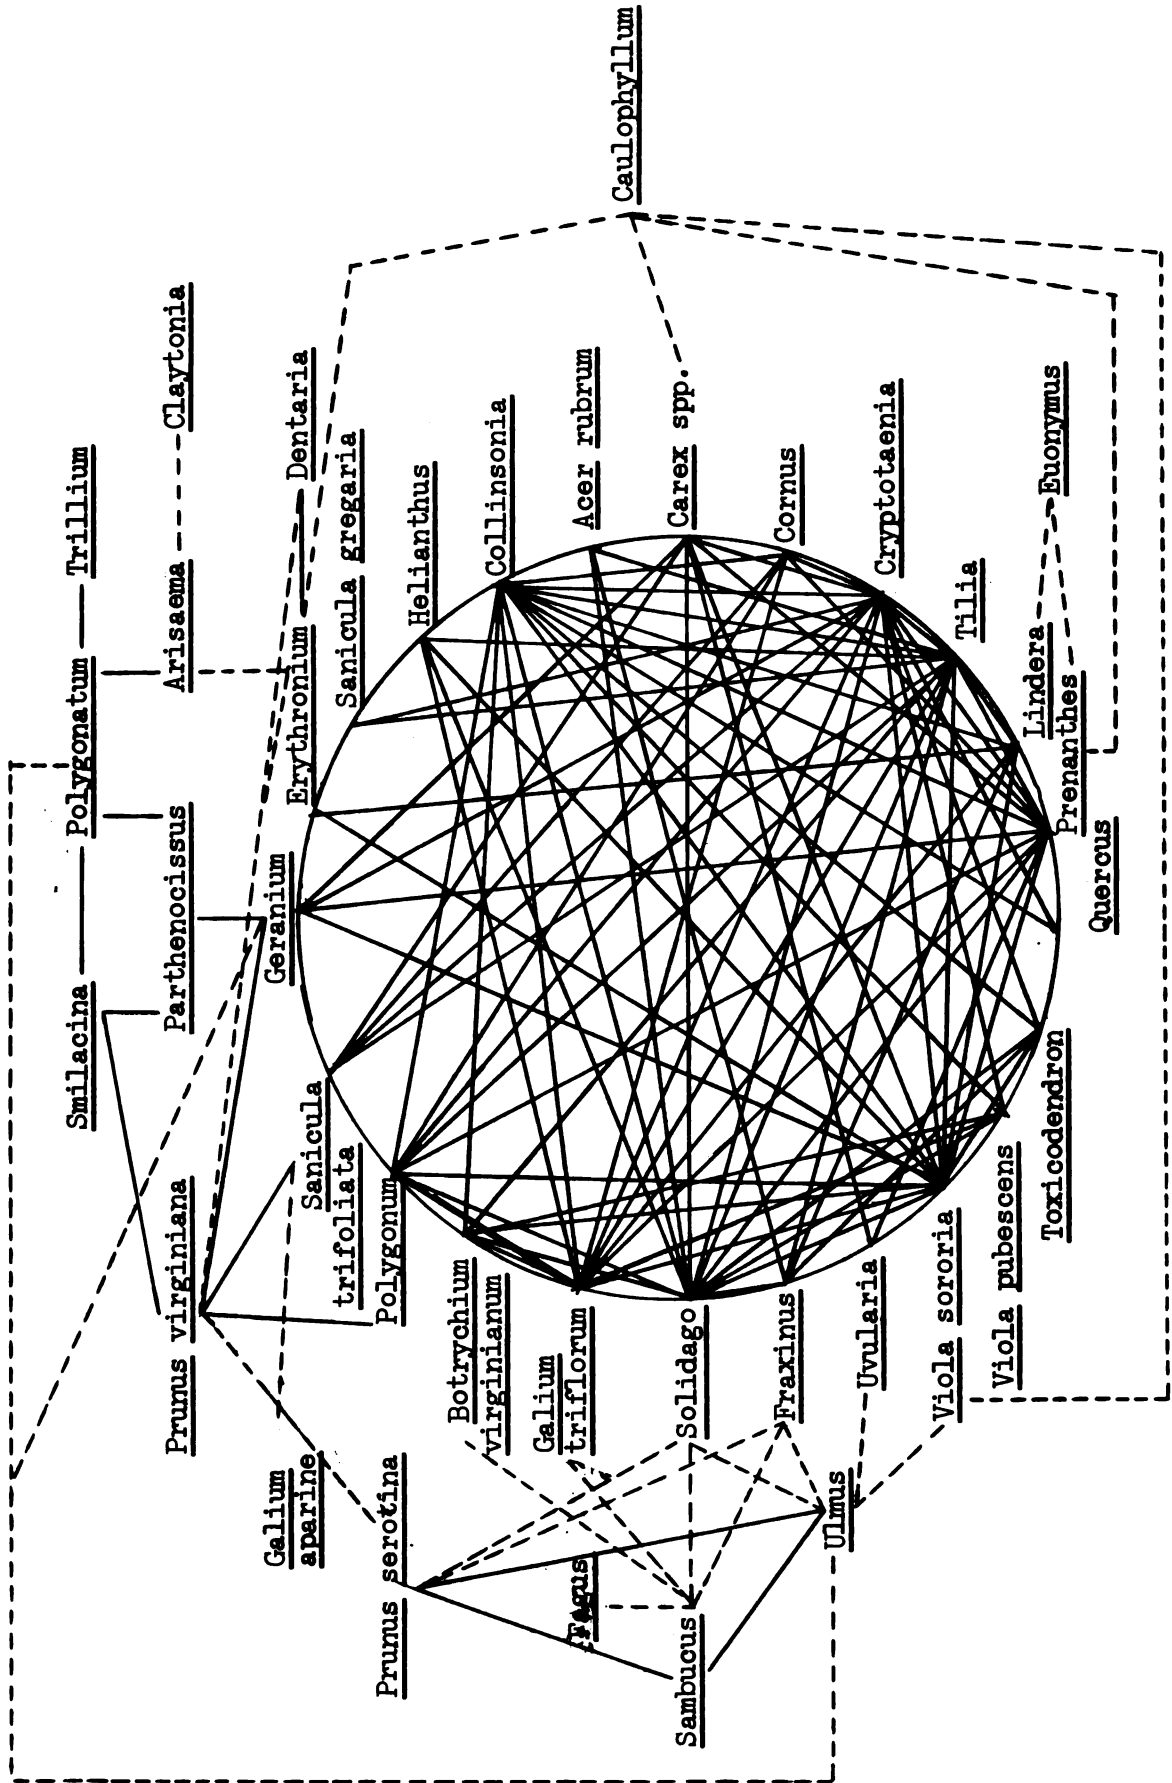 Smilacina
Polygonatum
Trillium
Prunus virginiana
Parthenocissus
Arisaema
Claytonia
Galium
aparine
Sanicula
trifoliata
Geranium
Erythronium
Dentaria
Sanicula gregaria
Prunus serotina
Polygonum
Helianthus
Botrychium
virginianum
Collinsonia
Galium
triflorum
Acer rubrum
Caulophyllum
Fagus
Sambucus
Solidago
Carex spp.
Fraxinus
Cornus
Ulmus
Uvularia
Cryptotaenia
Viola sororia
Tilia
Viola pubescens
Lindera
Euonymus
Toxicodendron
Prenanthes
Quercus